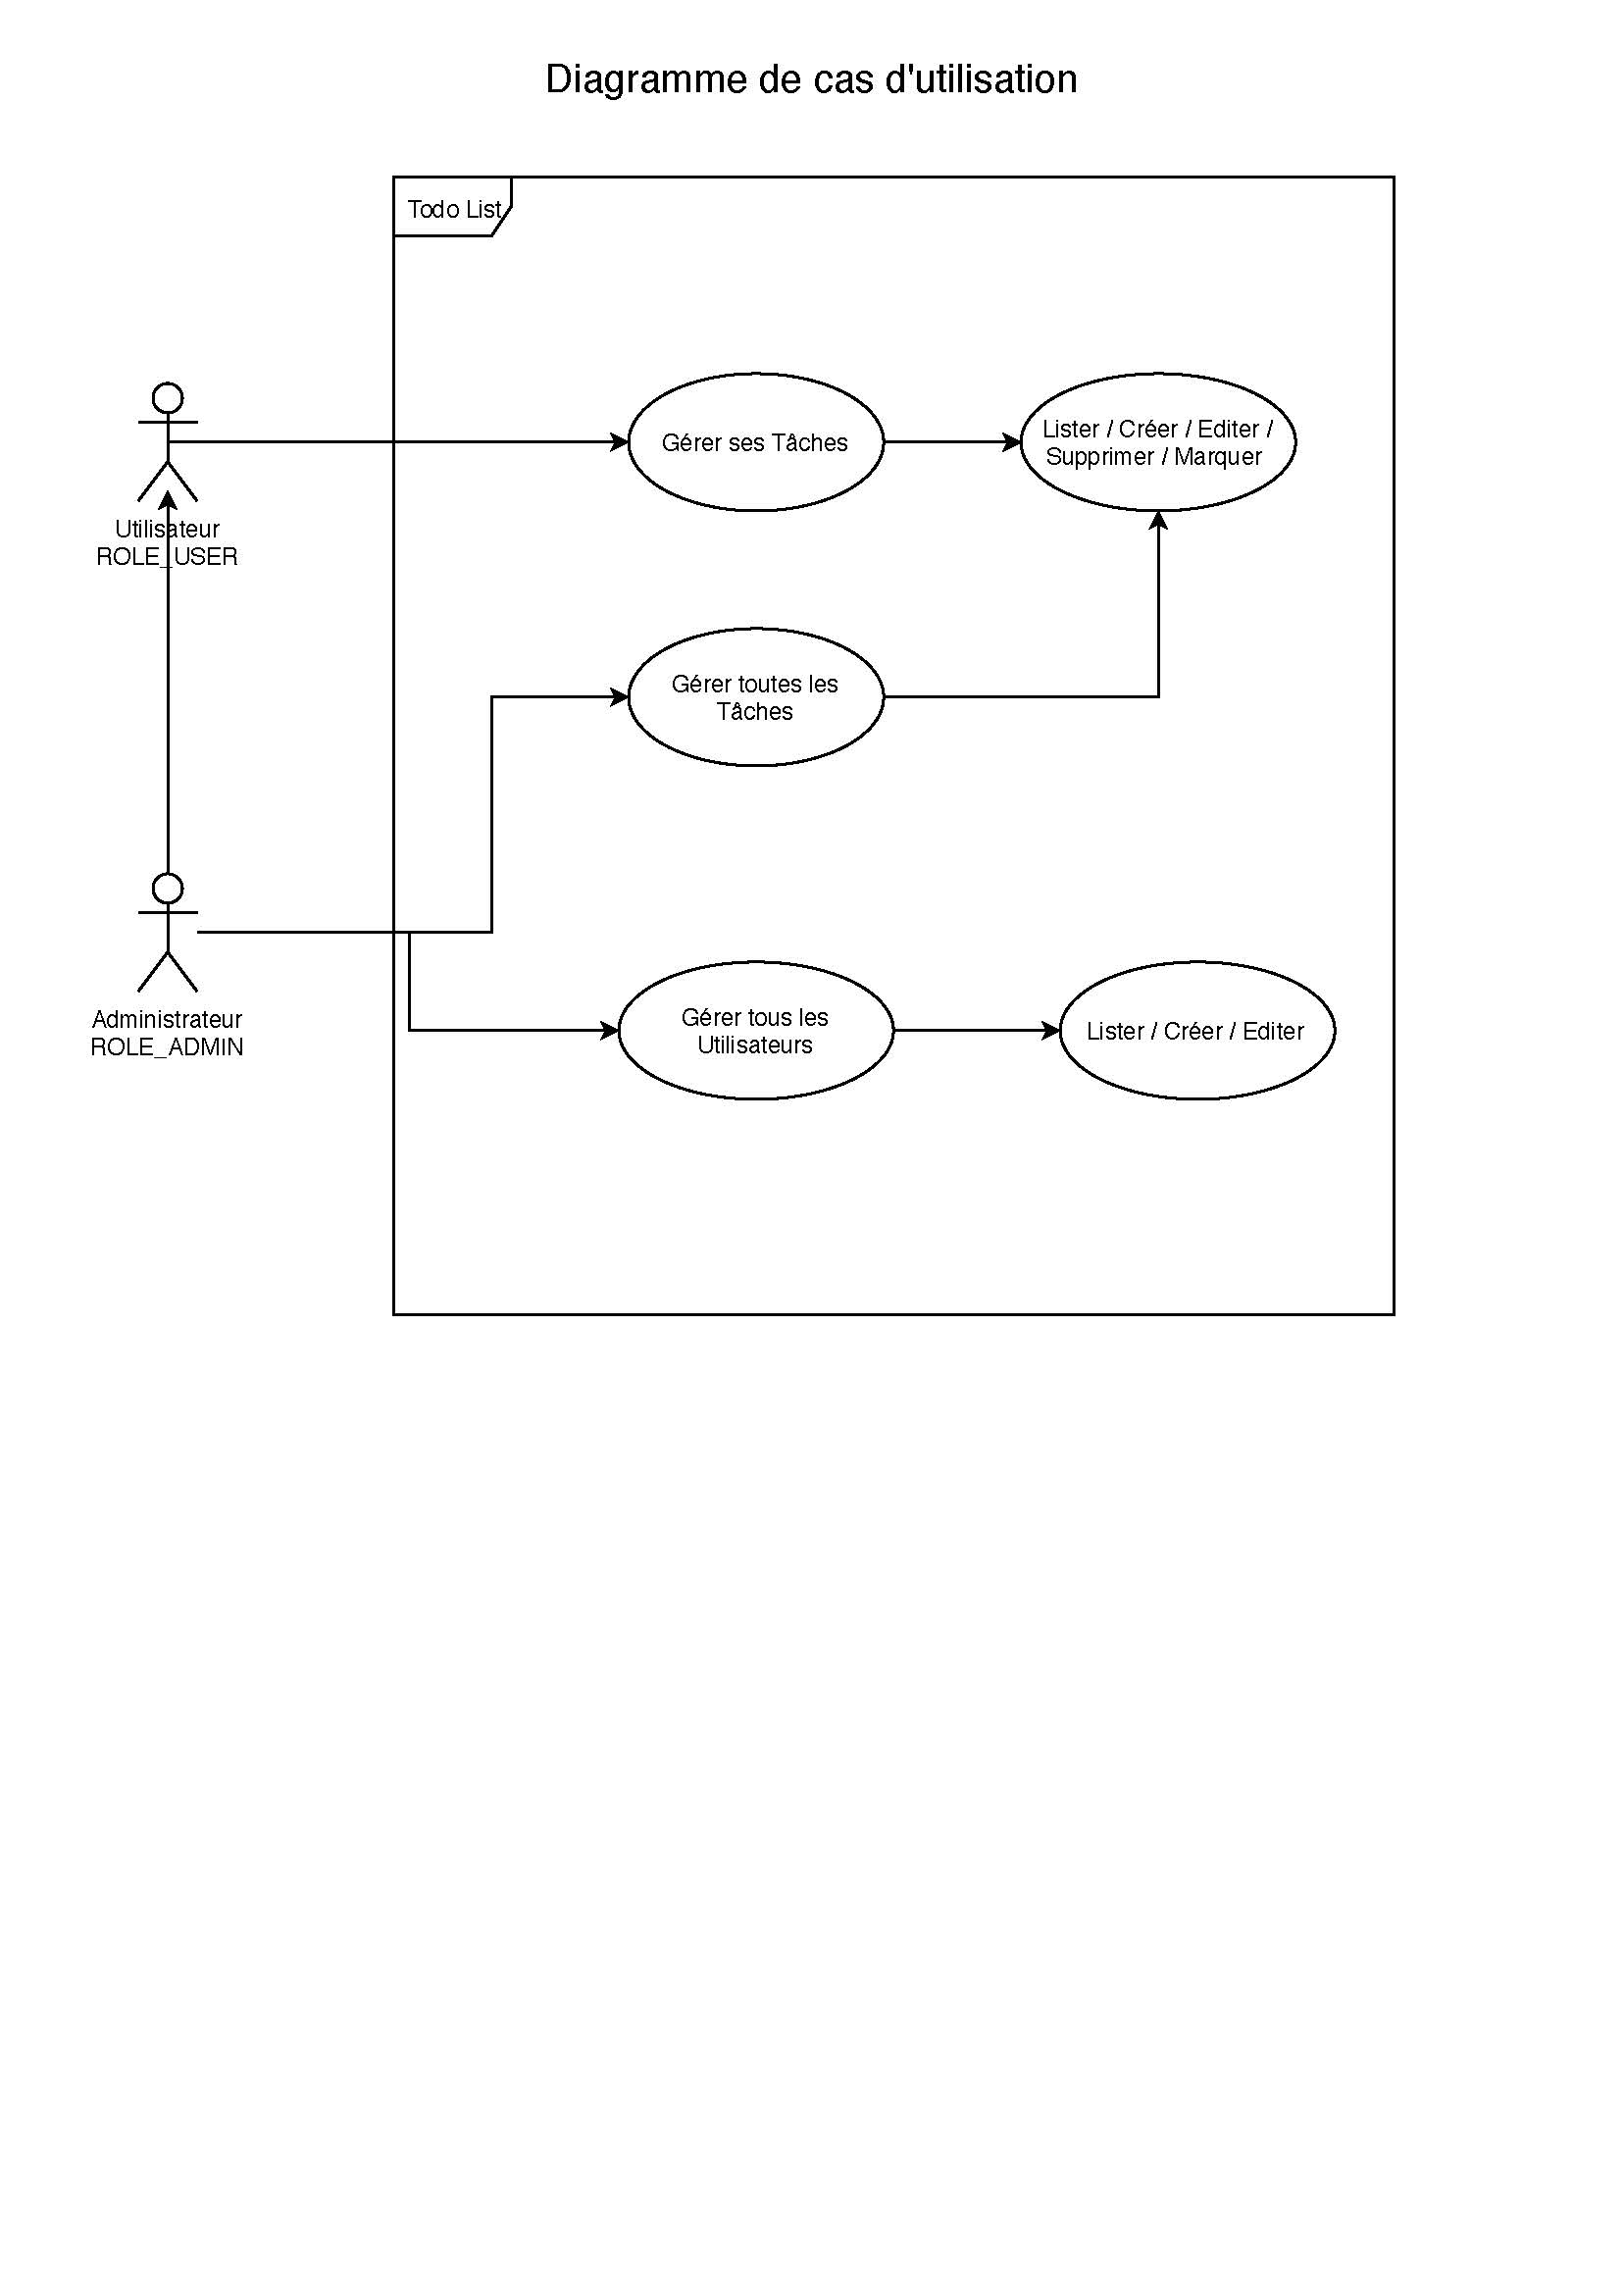 Diagramme de cas d'utilisation
Todo List
Gérer ses Tâches
Lister / Créer / Editer /
Supprimer / Marquer
Utilisateur
ROLE_USER
Gérer toutes les
Tâches
Administrateur
ROLE_ADMIN
Gérer tous les
Utilisateurs
Lister / Créer / Editer